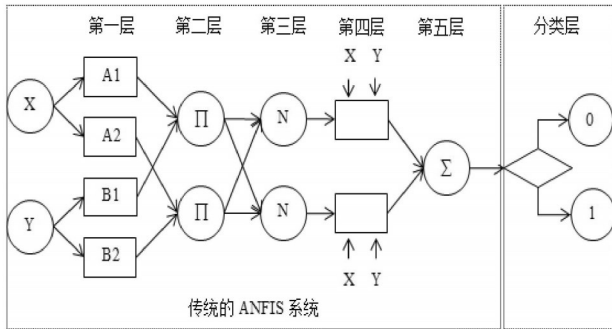 第一层 第二层 第三层 第四层 第五层 分类层
X Y
A1
X
A2
B1
Y
B2
Π
Π
N
N
Σ
0
1
X Y
传统的 ANFIS 系统